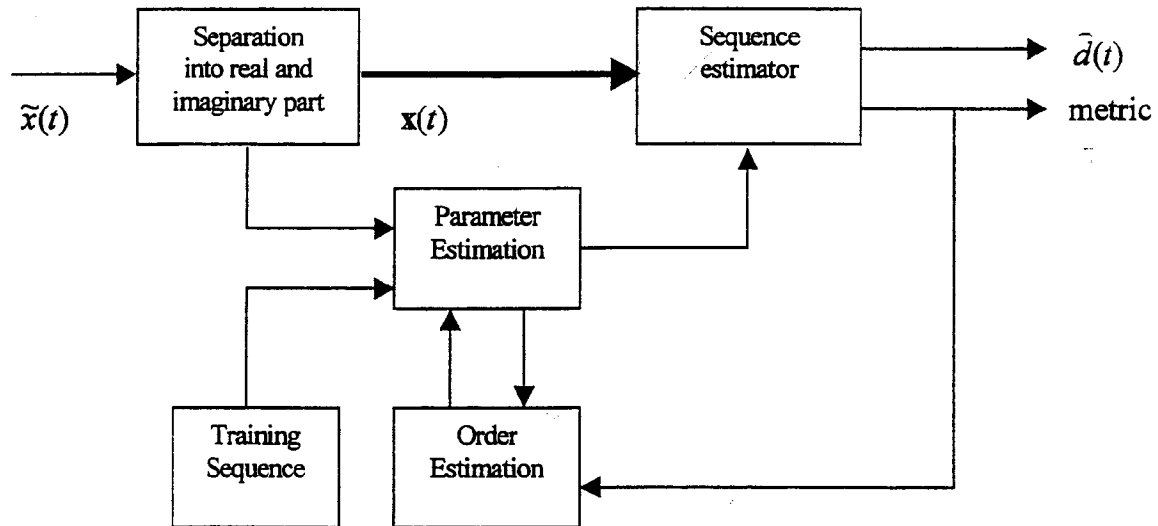 Separation
into real and
imaginary part
Sequence
estimator
d̂(t)
x̃(t)
x(t)
metric
Parameter
Estimation
Training
Sequence
Order
Estimation